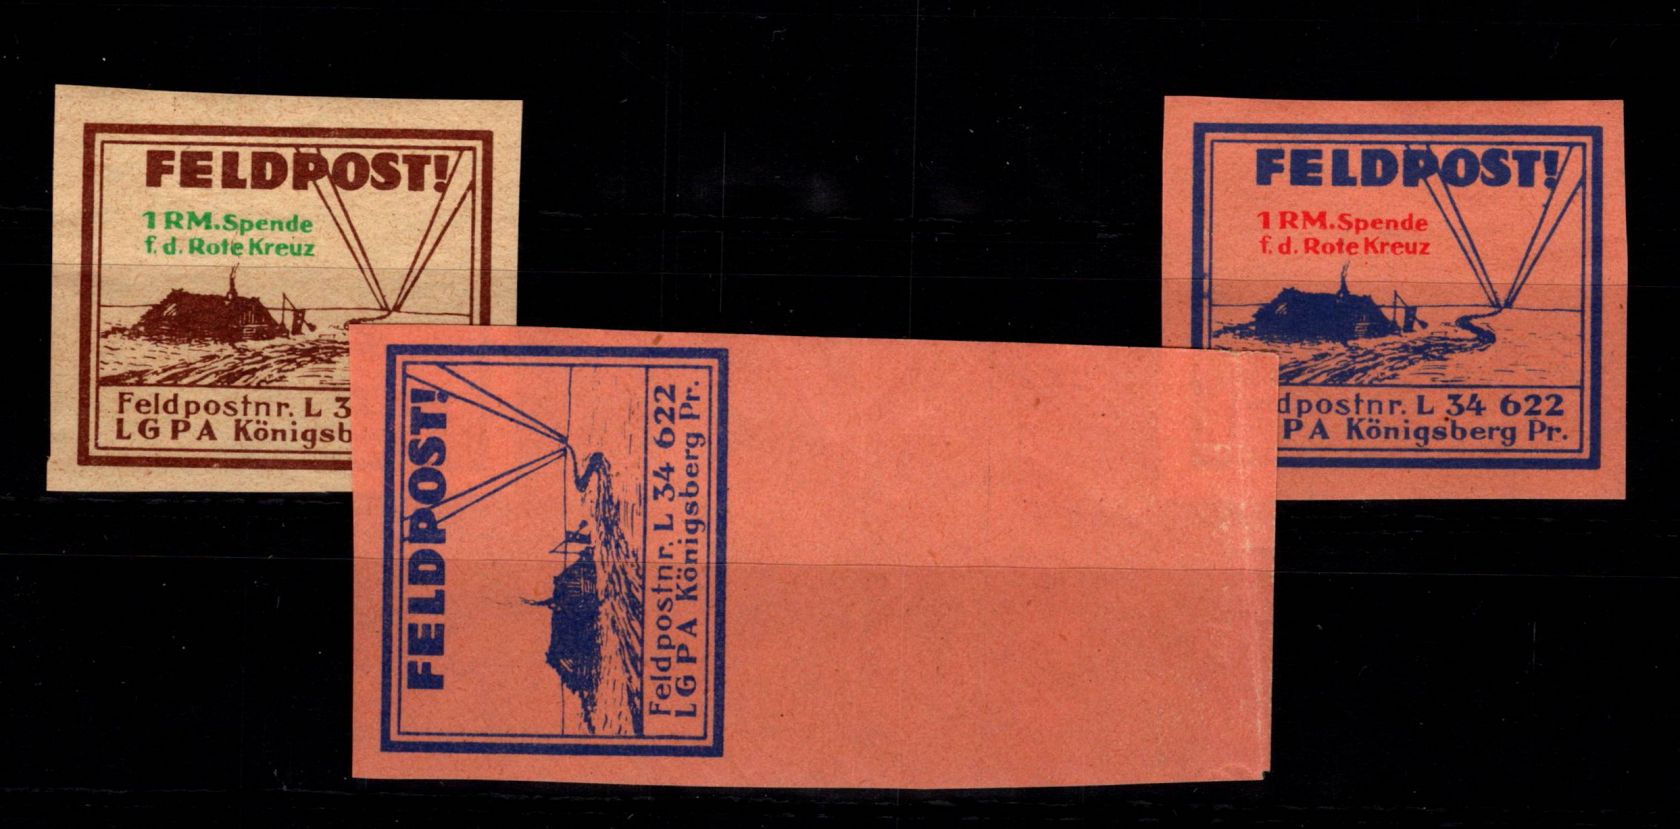 FELDPOST!
1 RM. Spende
f. d. Rote Kreuz
Feldpostnr. L 3
LGPA Königsb
FELDPOST!
Feldpostnr. L 34 622
LGPA Königsberg Pr.
FELDPOST!
1 RM. Spende
f. d. Rote Kreuz
dpostnr. L 34 622
PA Königsberg Pr.